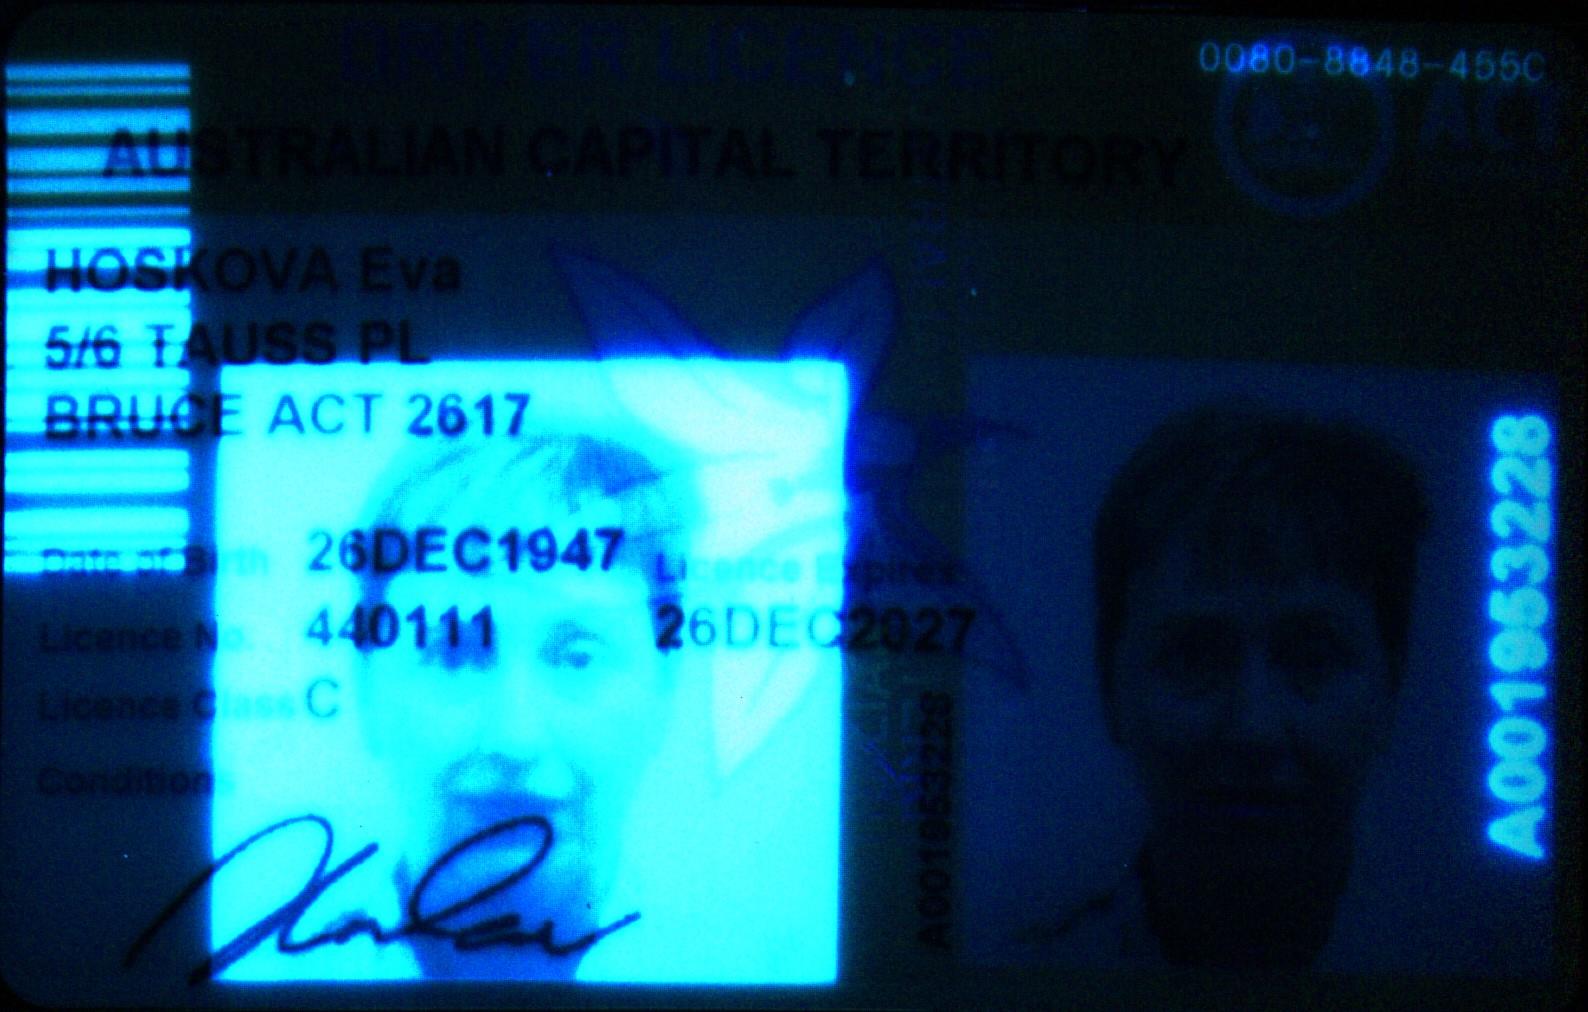 DRIVER LICENCE
0080-8848-455C
ACT
AUSTRALIAN CAPITAL TERRITORY
HOSKOVA Eva
5/6 TAUSS PL
BRUCE ACT 2617
Date of Birth 26DEC1947 Licence Expires
Licence No. 440111 26DEC2027
Licence Class C
Conditions
A001953228
A001953228